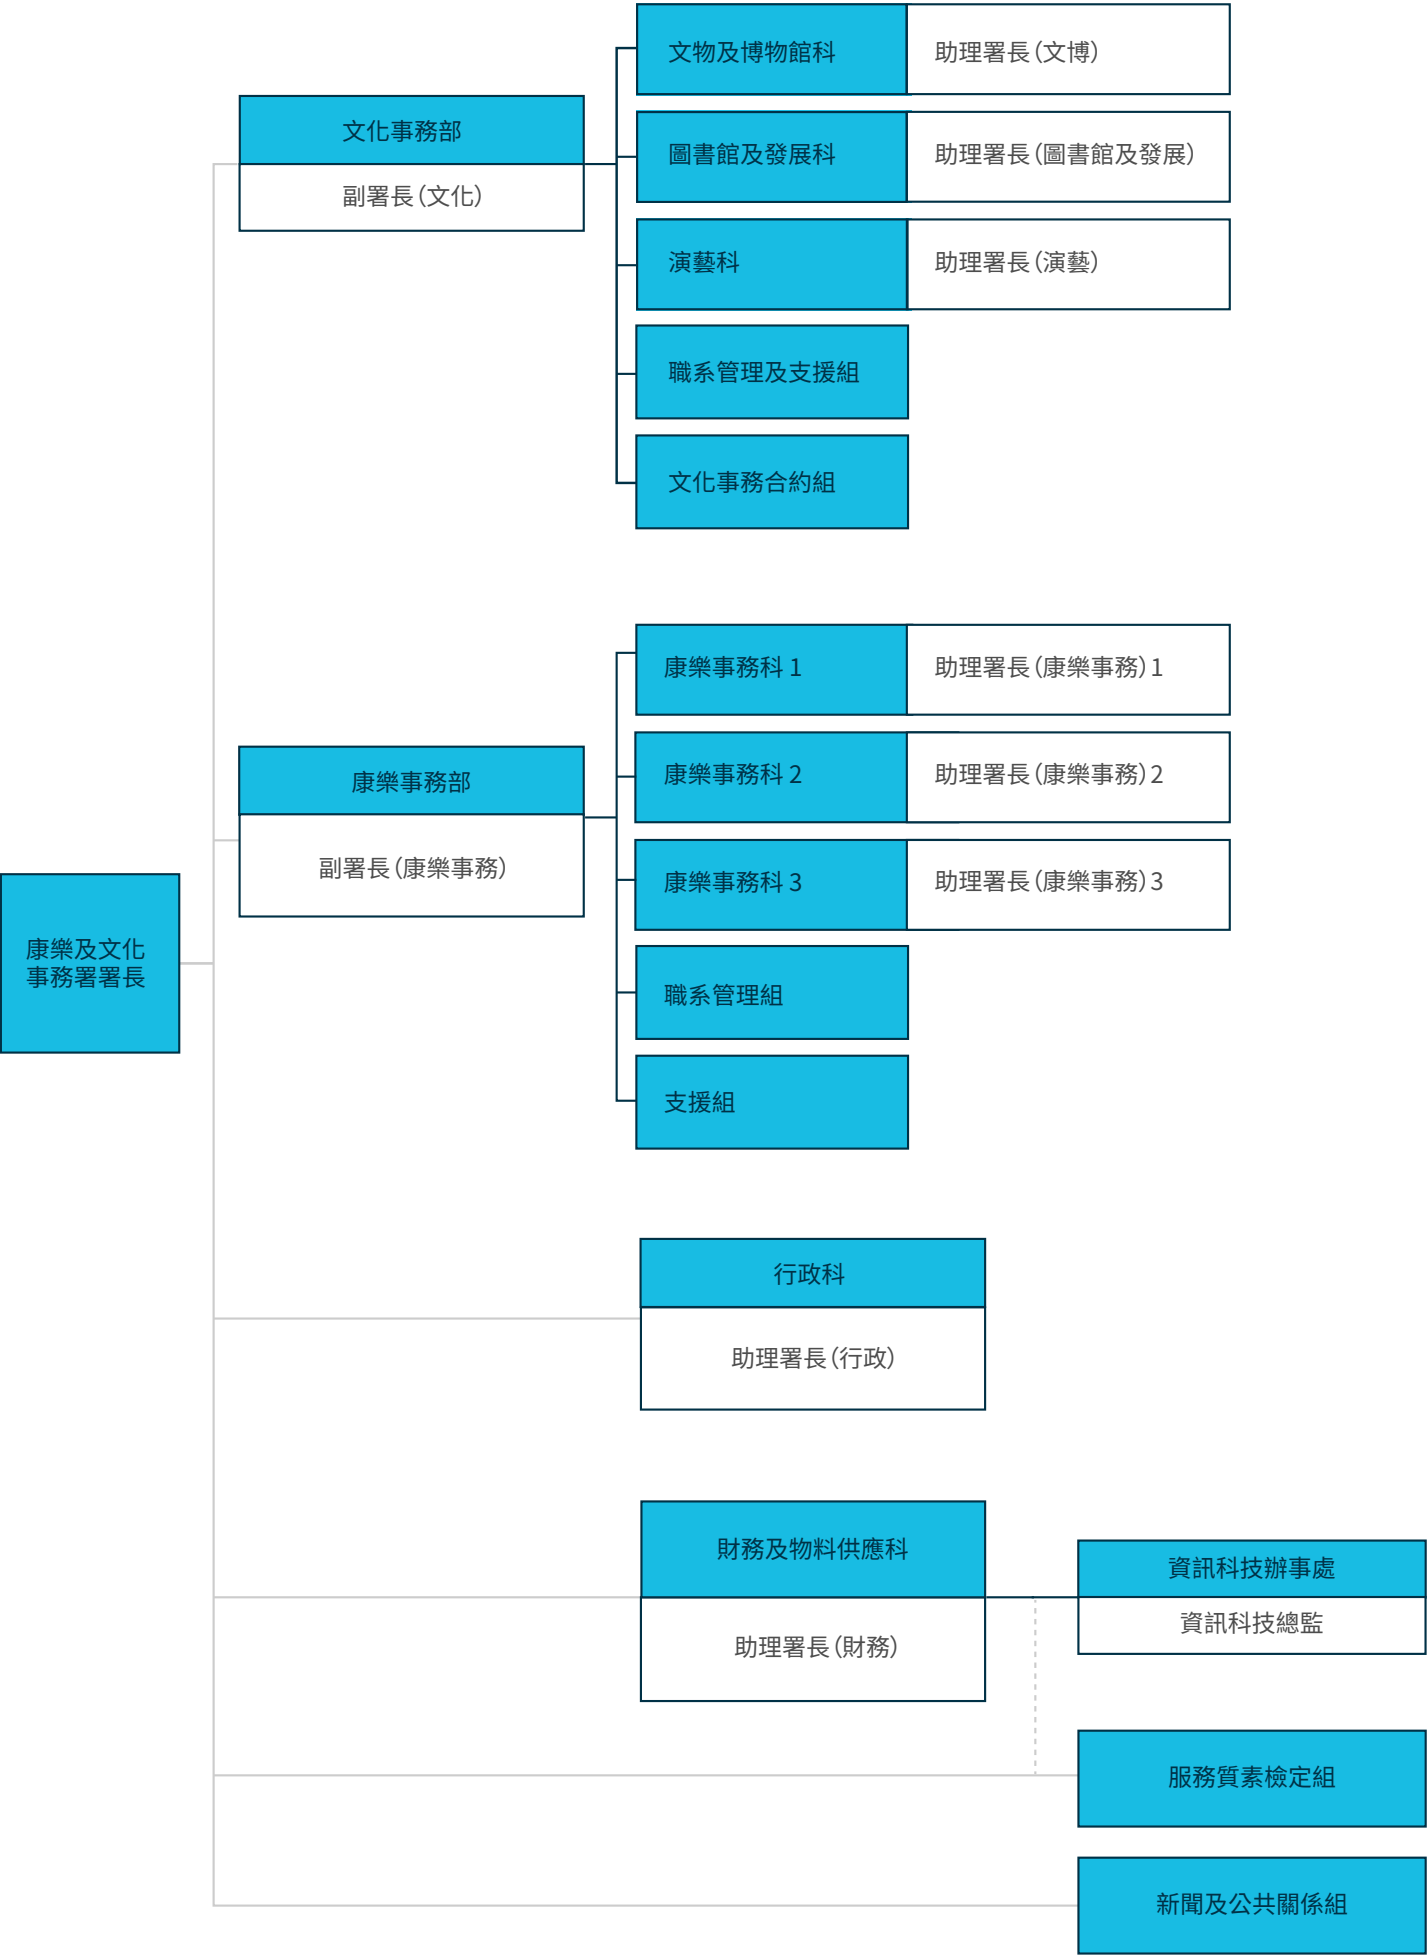 文物及博物館科
助理署長(文博)
文化事務部
副署長(文化)
圖書館及發展科
助理署長(圖書館及發展)
演藝科
助理署長(演藝)
職系管理及支援組
文化事務合約組
康樂事務科 1
助理署長(康樂事務)1
康樂事務部
副署長(康樂事務)
康樂事務科 2
助理署長(康樂事務)2
康樂事務科 3
助理署長(康樂事務)3
康樂及文化
事務署署長
職系管理組
支援組
行政科
助理署長(行政)
財務及物料供應科
助理署長(財務)
資訊科技辦事處
資訊科技總監
服務質素檢定組
新聞及公共關係組